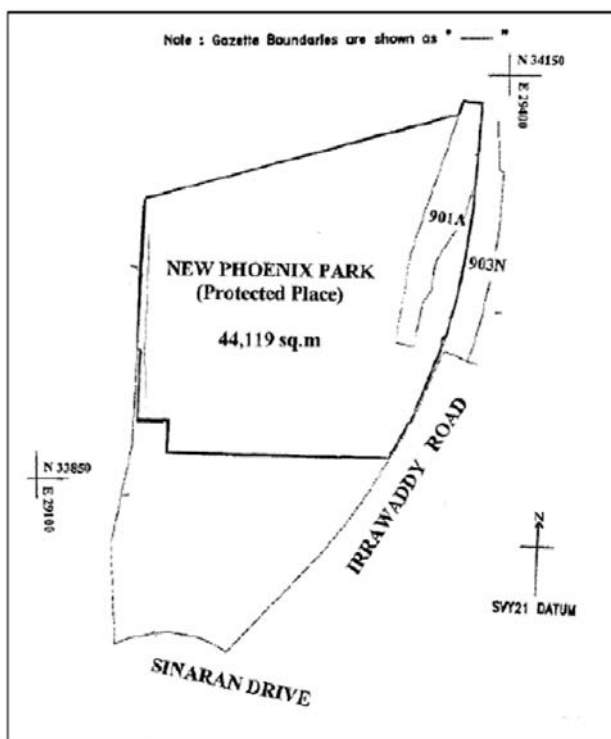 Note : Gazette Boundaries are shown as " —— "
N 34150
E 29400
901A
903N
NEW PHOENIX PARK
(Protected Place)
44,119 sq.m
IRRAWADDY ROAD
N 33850
E 29100
N
SVY21 DATUM
SINARAN DRIVE